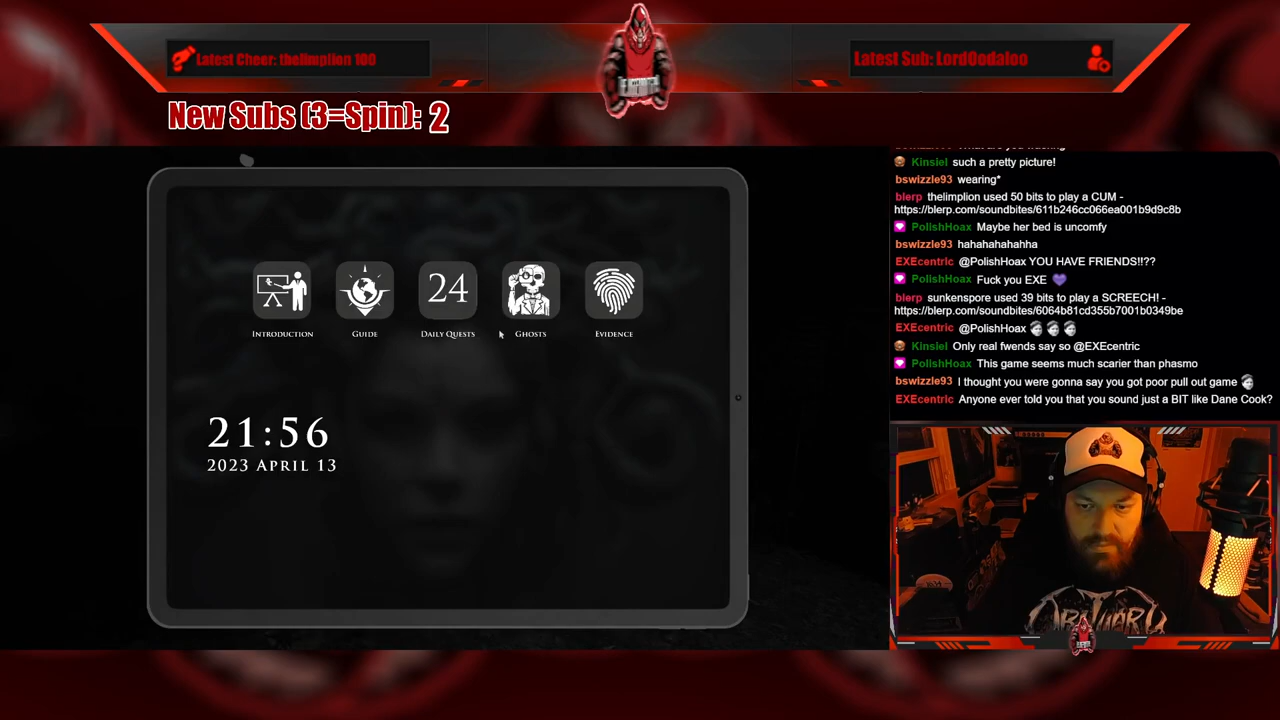 Latest Cheer: thelimplion 100
Latest Sub: LordOodaloo
New Subs (3=Spin): 2
INTRODUCTION
GUIDE
24
DAILY QUESTS
GHOSTS
EVIDENCE
21:56
2023 APRIL 13
Kinsiel such a pretty picture!
bswizzle93 wearing*
blerp thelimplion used 50 bits to play a CUM -
https://blerp.com/soundbites/611b246cc066ea001b9d9c8b
PolishHoax Maybe her bed is uncomfy
bswizzle93 hahahahahahha
EXEcentric @PolishHoax YOU HAVE FRIENDS!!??
PolishHoax Fuck you EXE
blerp sunkenspore used 39 bits to play a SCREECH! -
https://blerp.com/soundbites/6064b81cd355b7001b0349be
EXEcentric @PolishHoax
Kinsiel Only real fwends say so @EXEcentric
PolishHoax This game seems much scarier than phasmo
bswizzle93 I thought you were gonna say you got poor pull out game
EXEcentric Anyone ever told you that you sound just a BIT like Dane Cook?
OBITUARY